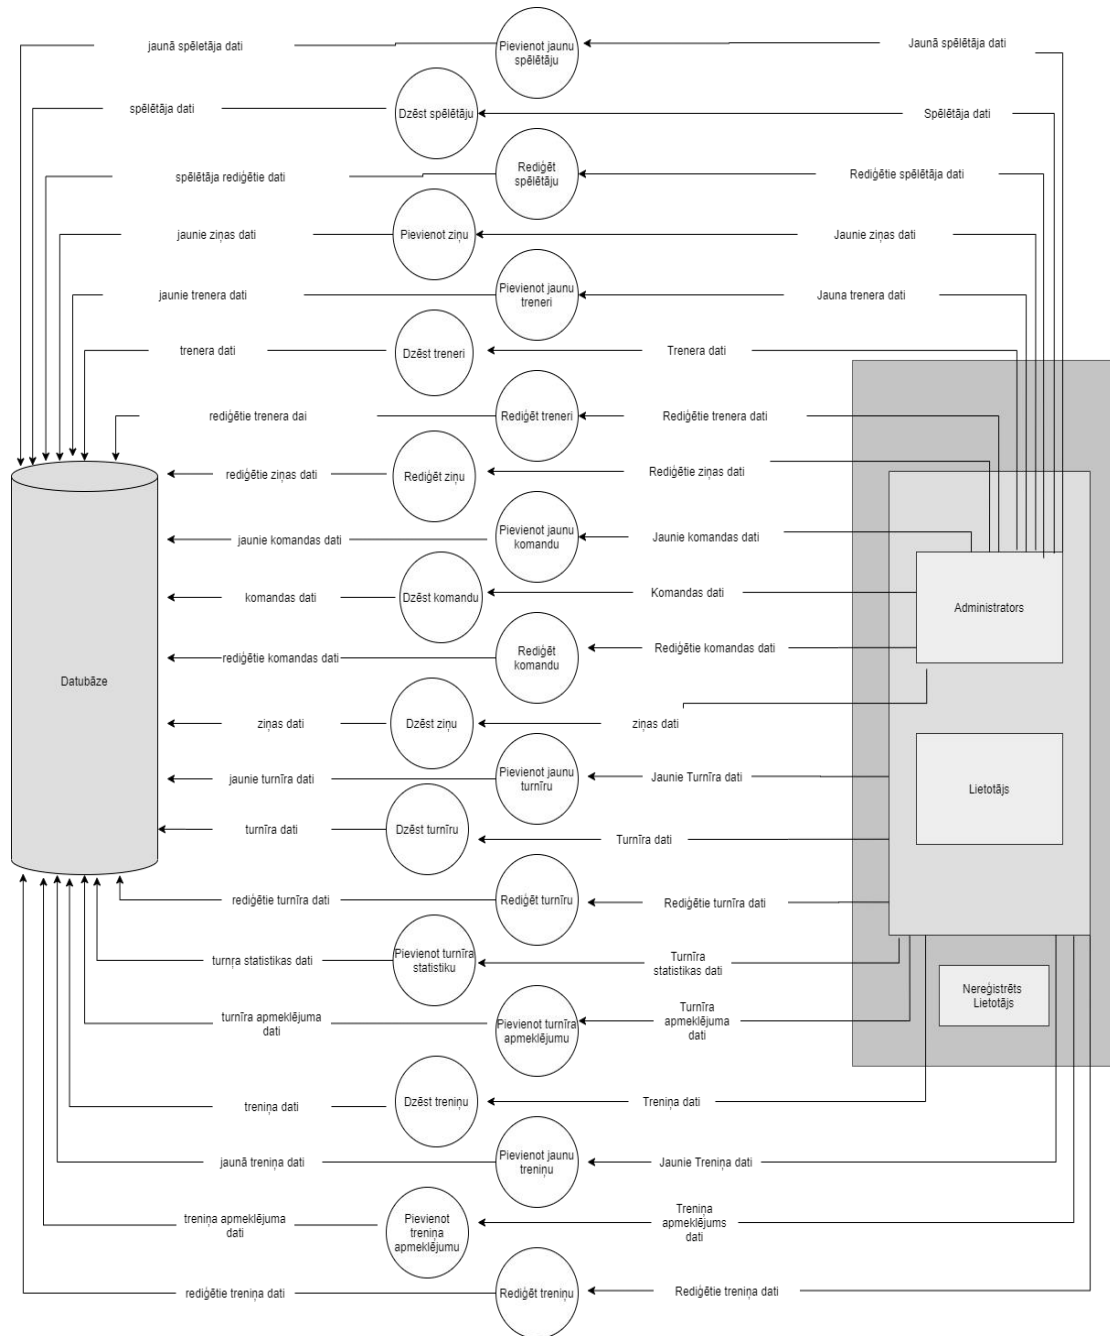 jaunā spēletāja dati
Pievienot jaunu
spēlētāju
Jaunā spēlētāja dati
spēlētāja dati
Dzēst spēlētāju
Spēlētāja dati
spēlētāja rediģētie dati
Rediģēt
spēlētāju
Rediģētie spēlētāja dati
jaunie ziņas dati
Pievienot ziņu
Jaunie ziņas dati
jaunie trenera dati
Pievienot jaunu
treneri
Jauna trenera dati
trenera dati
Dzēst treneri
Trenera dati
rediģētie trenera dai
Rediģēt treneri
Rediģētie trenera dati
rediģētie ziņas dati
Rediģēt ziņu
Rediģētie ziņas dati
jaunie komandas dati
Pievienot jaunu
komandu
Jaunie komandas dati
komandas dati
Dzēst komandu
Komandas dati
Administrators
rediģētie komandas dati
Rediģēt
komandu
Rediģētie komandas dati
Datubāze
ziņas dati
Dzēst ziņu
ziņas dati
jaunie turnīra dati
Pievienot jaunu
turnīru
Jaunie Turnīra dati
Lietotājs
turnīra dati
Dzēst turnīru
Turnīra dati
rediģētie turnīra dati
Rediģēt turnīru
Rediģētie turnīra dati
turnŗa statistikas dati
Pievienot turnīra
statistiku
Turnīra
statistikas dati
Nereģistrēts
Lietotājs
turnīra apmeklējuma
dati
Pievienot turnīra
apmeklējumu
Turnīra
apmeklējuma
dati
treniņa dati
Dzēst treniņu
Treniņa dati
jaunā treniņa dati
Pievienot jaunu
treniņu
Jaunie Treniņa dati
treniņa apmeklējuma
dati
Pievienot
treniņa
apmeklējumu
Treniņa
apmeklējums
dati
rediģētie treniņa dati
Rediģēt treniņu
Rediģētie treniņa dati